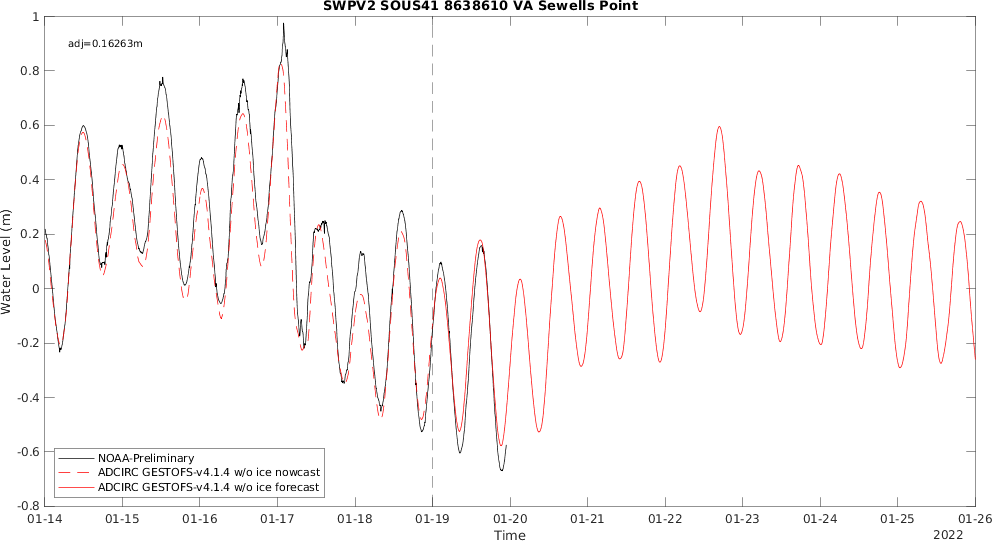 SWPV2 SOUS41 8638610 VA Sewells Point
adj=0.16263m
1
0.8
0.6
0.4
0.2
0
-0.2
-0.4
-0.6
-0.8
Water Level (m)
NOAA-Preliminary
ADCIRC GESTOFS-v4.1.4 w/o ice nowcast
ADCIRC GESTOFS-v4.1.4 w/o ice forecast
01-14 01-15 01-16 01-17 01-18 01-19 01-20 01-21 01-22 01-23 01-24 01-25 01-26
Time
2022